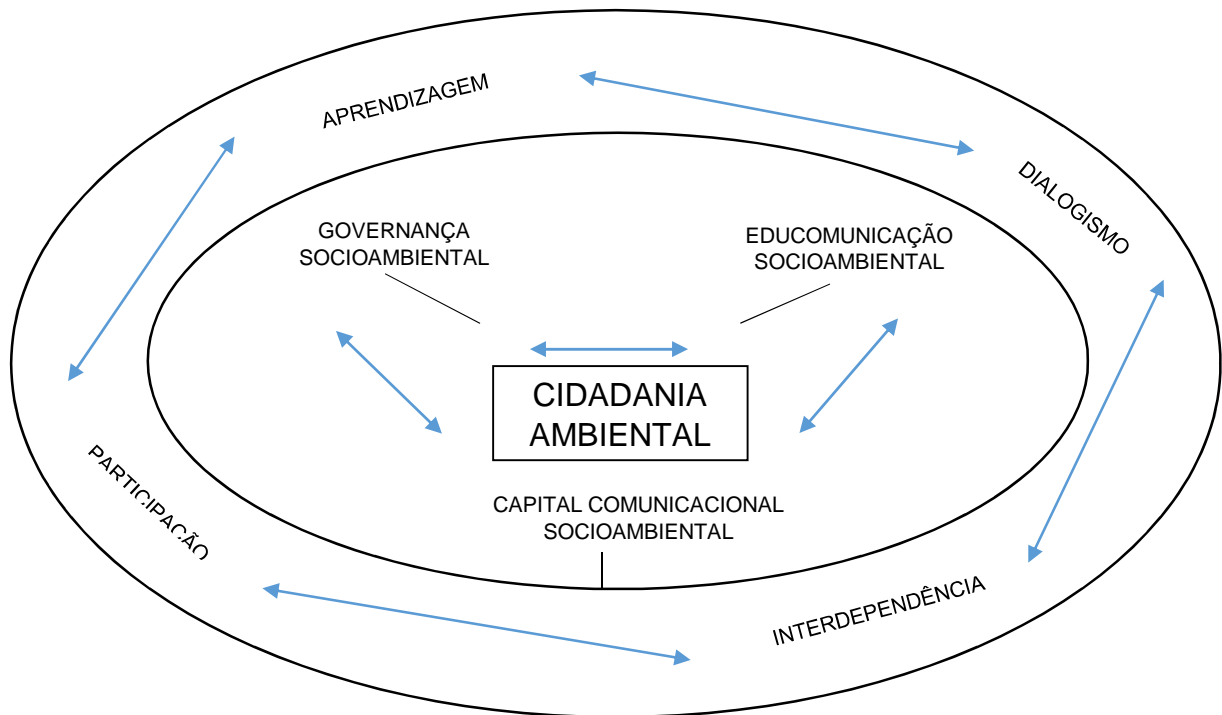 APRENDIZAGEM
DIALOGISMO
GOVERNANÇA
SOCIOAMBIENTAL
EDUCOMUNICAÇÃO
SOCIOAMBIENTAL
CIDADANIA
AMBIENTAL
PARTICIPAÇÃO
CAPITAL COMUNICACIONAL
SOCIOAMBIENTAL
INTERDEPENDÊNCIA